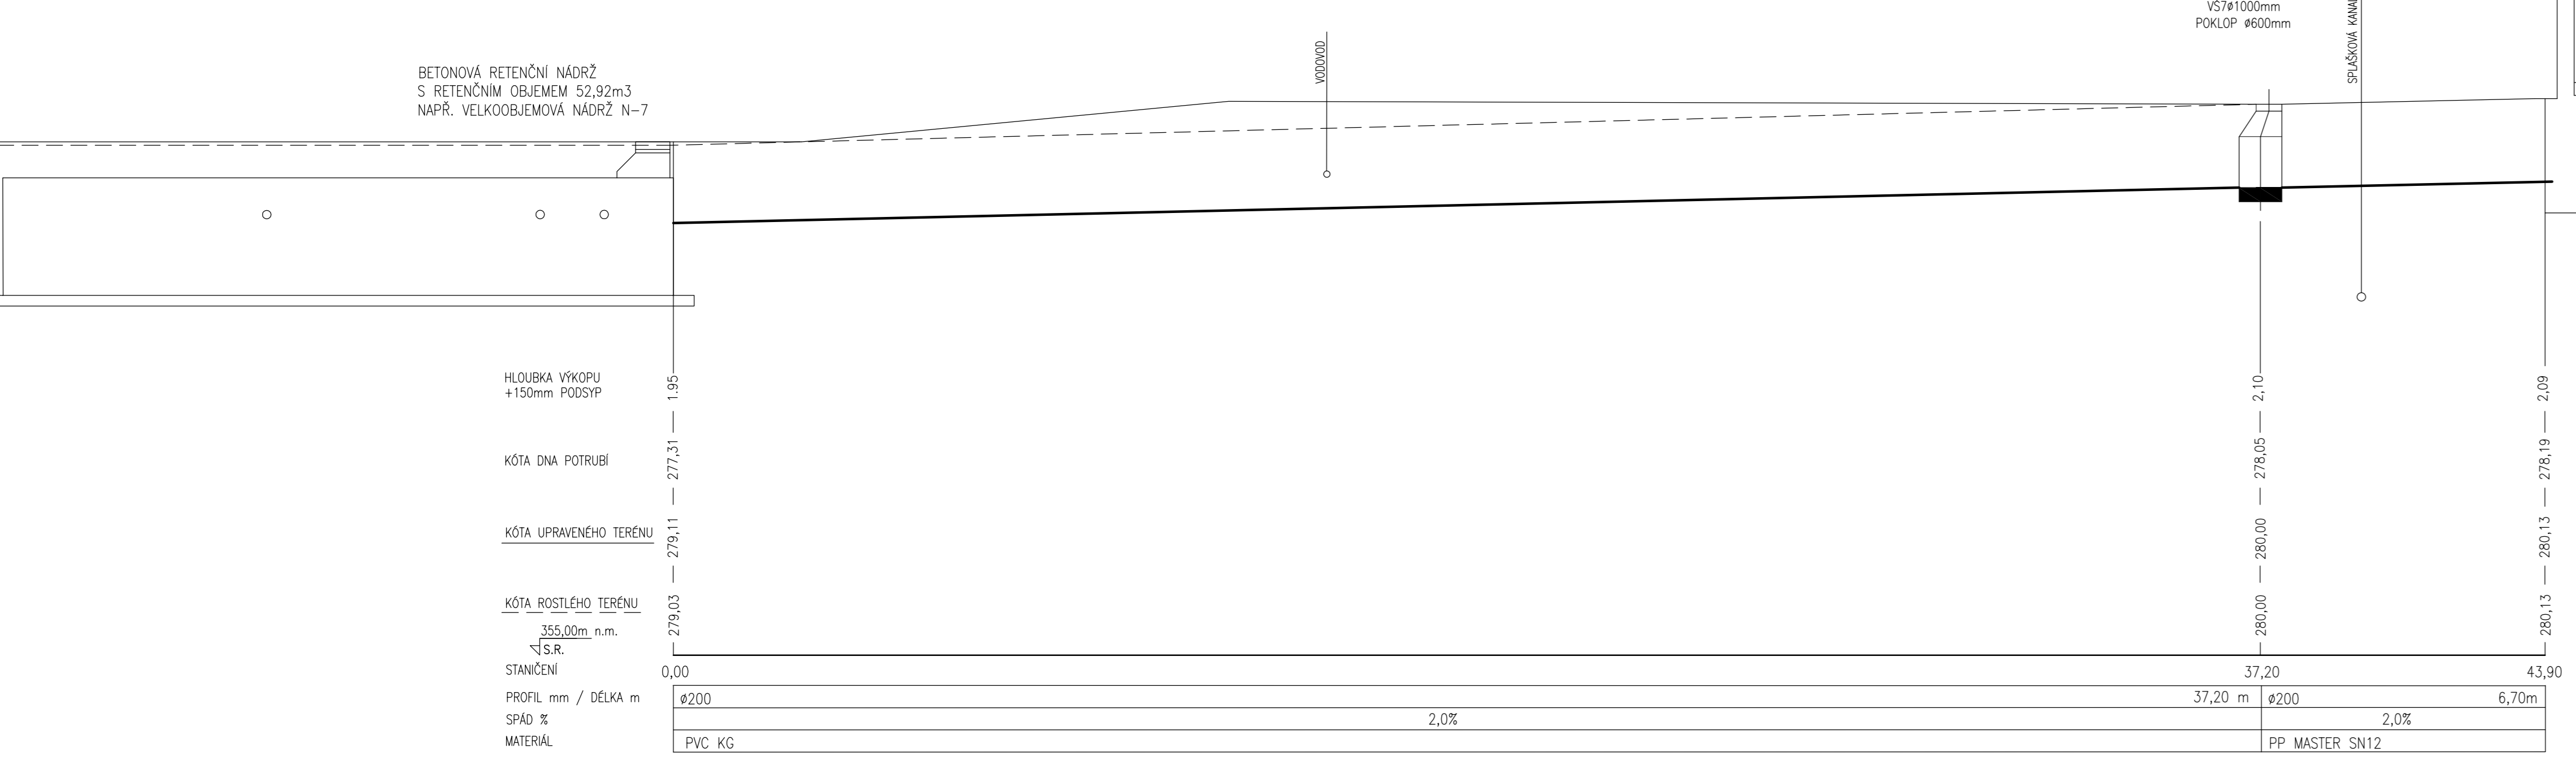 VŠ7ø1000mm
POKLOP ø600mm
SPLAŠKOVÁ
VODOVOD
BETONOVÁ RETENČNÍ NÁDRŽ
S RETENČNÍM OBJEMEM 52,92m3
NAPŘ. VELKOOBJEMOVÁ NÁDRŽ N-7
HLOUBKA VÝKOPU
+150mm PODSYP
1.95
2,10
2,09
KÓTA DNA POTRUBÍ
277,31
278,05
278,19
KÓTA UPRAVENÉHO TERÉNU
279,11
280,00
280,13
KÓTA ROSTLÉHO TERÉNU
279,03
280,00
280,13
355,00m n.m.
S.R.
STANIČENÍ
0,00
37,20
43,90
PROFIL mm / DÉLKA m
ø200
37,20 m
ø200
6,70m
SPÁD %
2,0%
2,0%
MATERIÁL
PVC KG
PP MASTER SN12